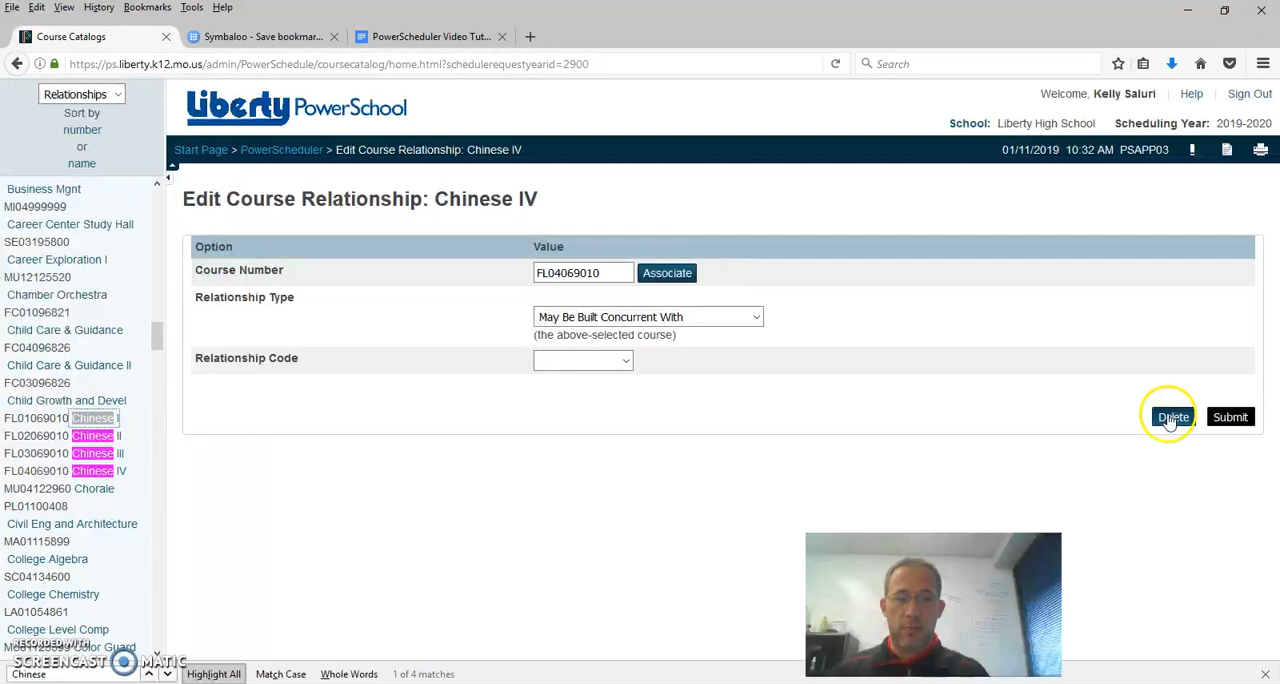 File Edit View History Bookmarks Tools Help
Course Catalogs
Symbaloo - Save bookmar...
PowerScheduler Video Tut...
https://ps.liberty.k12.mo.us/admin/PowerSchedule/coursecatalog/home.html?schedulerequestyearid=2900
Search
Relationships
Sort by
number
or
name
Liberty PowerSchool
Welcome, Kelly Saluri Help Sign Out
School: Liberty High School Scheduling Year: 2019-2020
Start Page > PowerScheduler > Edit Course Relationship: Chinese IV
01/11/2019 10:32 AM PSAPP03
Business Mgnt
MI04999999
Career Center Study Hall
SE03195800
Career Exploration I
MU12125520
Chamber Orchestra
FC01096821
Child Care & Guidance
FC04096826
Child Care & Guidance II
FC03096826
Child Growth and Devel
FL01069010 Chinese I
FL02069010 Chinese II
FL03069010 Chinese III
FL04069010 Chinese IV
MU04122960 Chorale
PL01100408
Civil Eng and Architecture
MA01115899
College Algebra
SC04134600
College Chemistry
LA01054861
College Level Comp
Color Guard
Edit Course Relationship: Chinese IV
Option Value
Course Number FL04069010 Associate
Relationship Type
May Be Built Concurrent With
(the above-selected course)
Relationship Code
Delete Submit
RECORDED WITH
SCREENCAST MATIC
Chinese Highlight All Match Case Whole Words 1 of 4 matches